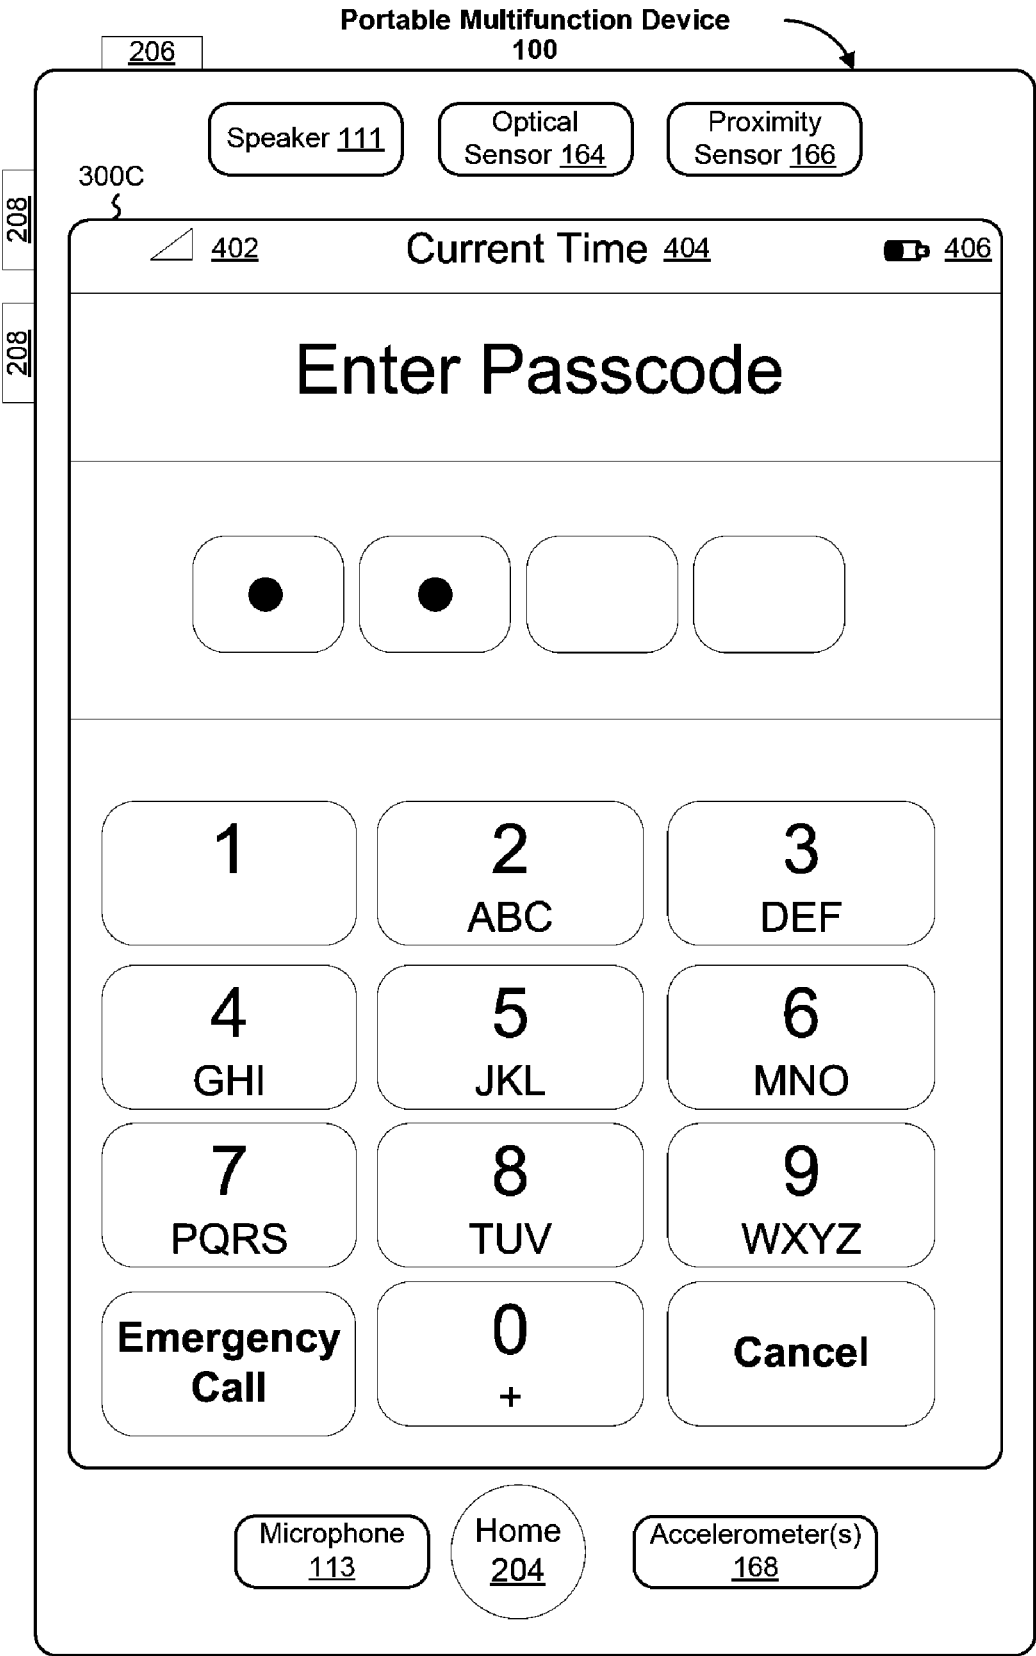 Portable Multifunction Device
100
206
Speaker 111
Optical
Sensor 164
Proximity
Sensor 166
300C
208
208
402
Current Time 404
406
Enter Passcode
1
2
ABC
3
DEF
4
GHI
5
JKL
6
MNO
7
PQRS
8
TUV
9
WXYZ
Emergency
Call
0
+
Cancel
Microphone
113
Home
204
Accelerometer(s)
168